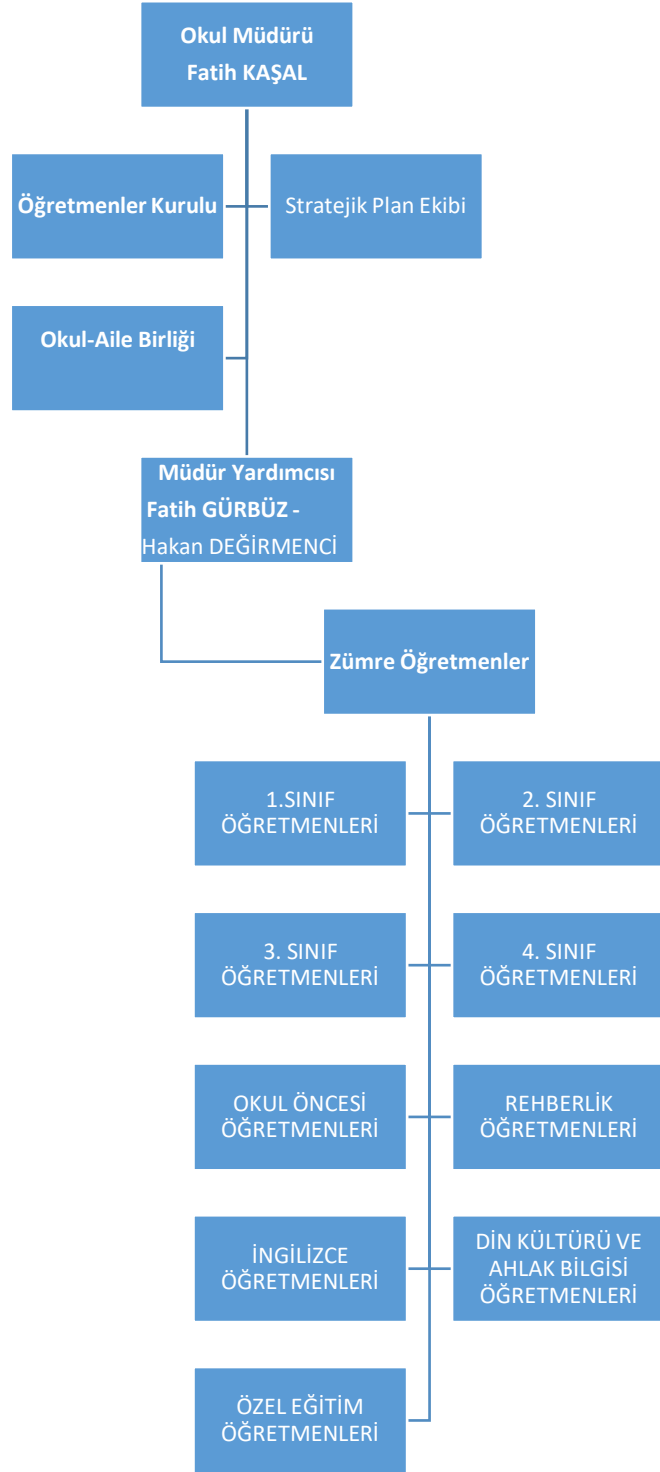 Okul Müdürü
Fatih KAŞAL
Öğretmenler Kurulu
Stratejik Plan Ekibi
Okul-Aile Birliği
Müdür Yardımcısı
Fatih GÜRBÜZ -
Hakan DEĞİRMENCİ
Zümre Öğretmenler
1.SINIF
ÖĞRETMENLERİ
2. SINIF
ÖĞRETMENLERİ
3. SINIF
ÖĞRETMENLERİ
4. SINIF
ÖĞRETMENLERİ
OKUL ÖNCESİ
ÖĞRETMENLERİ
REHBERLİK
ÖĞRETMENLERİ
İNGİLİZCE
ÖĞRETMENLERİ
DİN KÜLTÜRÜ VE
AHLAK BİLGİSİ
ÖĞRETMENLERİ
ÖZEL EĞİTİM
ÖĞRETMENLERİ